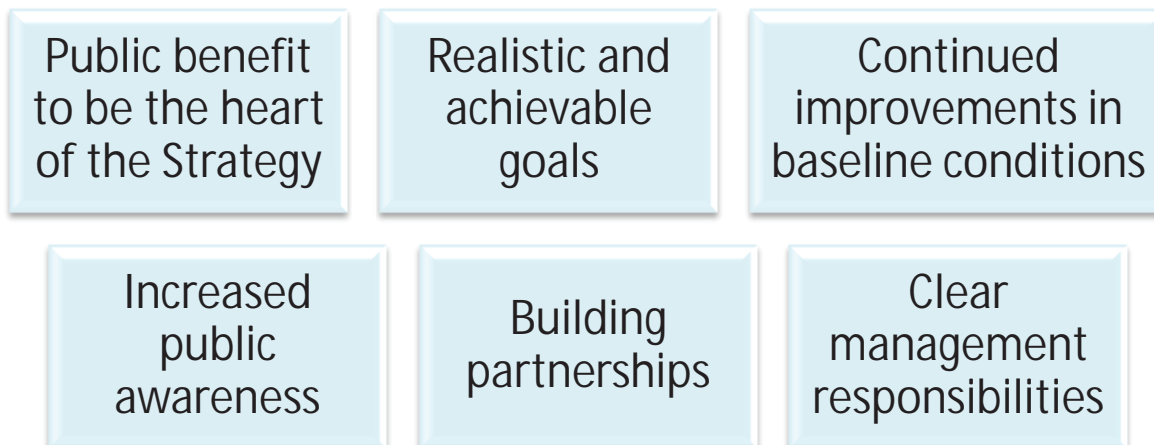 Public benefit
to be the heart
of the Strategy
Realistic and
achievable
goals
Continued
improvements in
baseline conditions
Increased
public
awareness
Building
partnerships
Clear
management
responsibilities